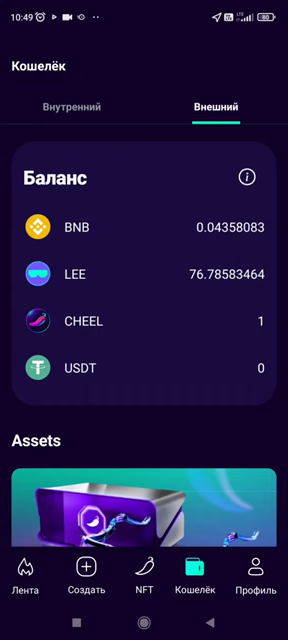 10:49
80
Кошелёк
Внутренний Внешний
Баланс
BNB 0.04358083
LEE 76.78583464
CHEEL 1
USDT 0
Assets
Лента Создать NFT Кошелёк Профиль